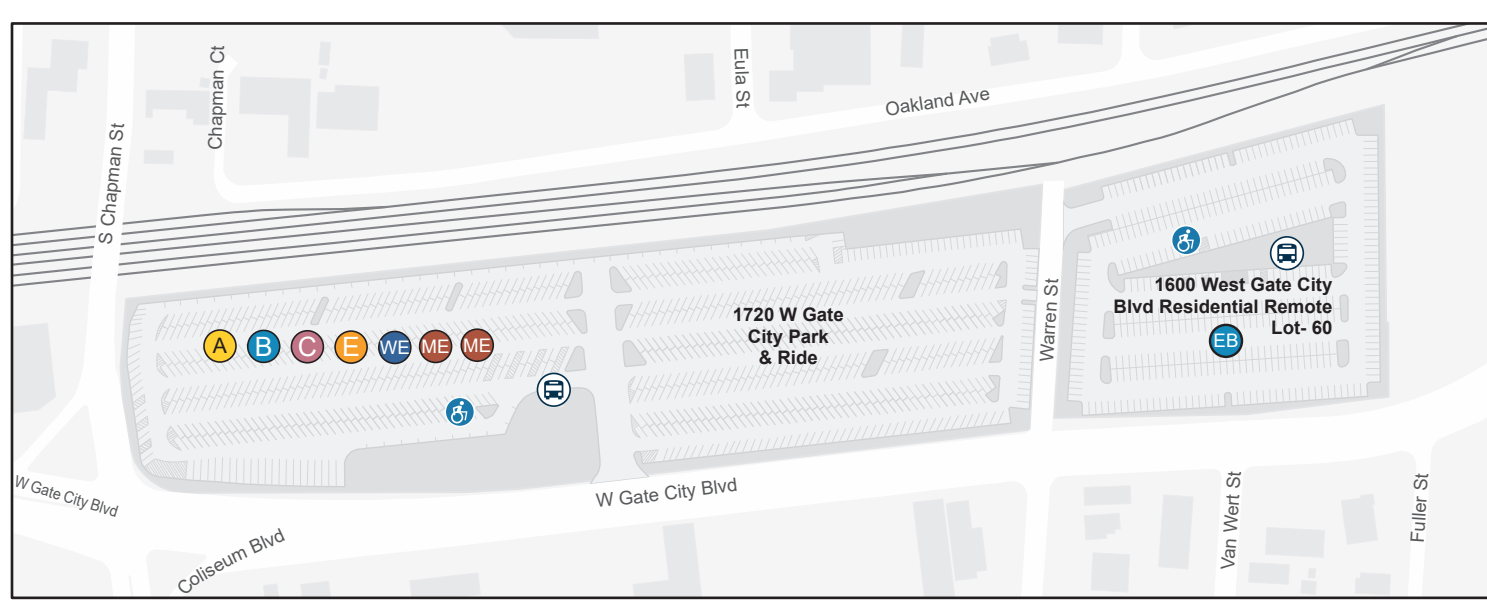 Chapman Ct
Eula St
Oakland Ave
S Chapman St
1720 W Gate
City Park
& Ride
Warren St
1600 West Gate City
Blvd Residential Remote
Lot- 60
A
B
C
E
WE
ME
ME
EB
W Gate City Blvd
W Gate City Blvd
Coliseum Blvd
Van Wert St
Fuller St